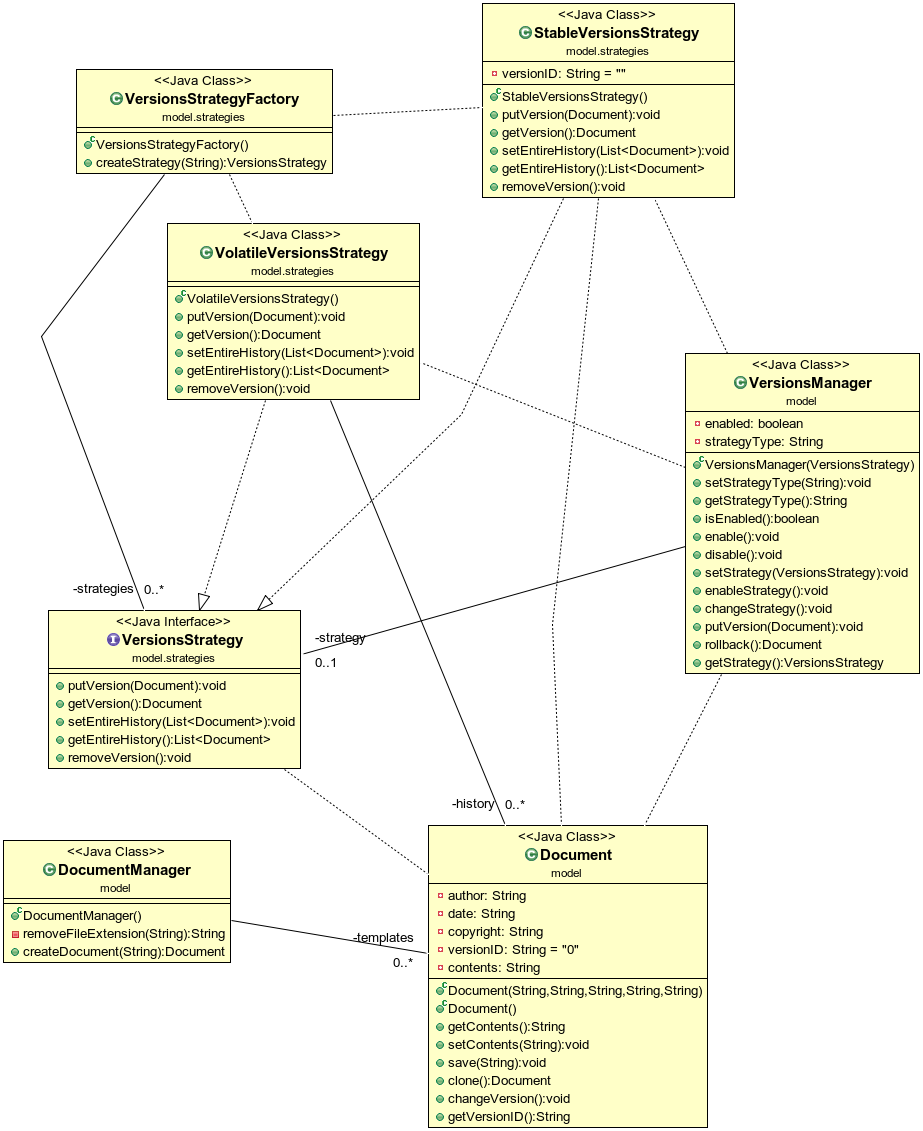 <<Java Class>>
StableVersionsStrategy
model.strategies
versionID: String = ""
StableVersionsStrategy()
putVersion(Document):void
getVersion():Document
setEntireHistory(List<Document>):void
getEntireHistory():List<Document>
removeVersion():void
<<Java Class>>
VersionsStrategyFactory
model.strategies
VersionsStrategyFactory()
createStrategy(String):VersionsStrategy
<<Java Class>>
VolatileVersionsStrategy
model.strategies
VolatileVersionsStrategy()
putVersion(Document):void
getVersion():Document
setEntireHistory(List<Document>):void
getEntireHistory():List<Document>
removeVersion():void
<<Java Class>>
VersionsManager
model
enabled: boolean
strategyType: String
VersionsManager(VersionsStrategy)
setStrategyType(String):void
getStrategyType():String
isEnabled():boolean
enable():void
disable():void
setStrategy(VersionsStrategy):void
enableStrategy():void
changeStrategy():void
putVersion(Document):void
rollback():Document
getStrategy():VersionsStrategy
-strategies 0..*
<<Java Interface>>
VersionsStrategy
model.strategies
putVersion(Document):void
getVersion():Document
setEntireHistory(List<Document>):void
getEntireHistory():List<Document>
removeVersion():void
-strategy
0..1
-history 0..*
<<Java Class>>
DocumentManager
model
DocumentManager()
removeFileExtension(String):String
createDocument(String):Document
-templates
0..*
<<Java Class>>
Document
model
author: String
date: String
copyright: String
versionID: String = "0"
contents: String
Document(String,String,String,String,String)
Document()
getContents():String
setContents(String):void
save(String):void
clone():Document
changeVersion():void
getVersionID():String